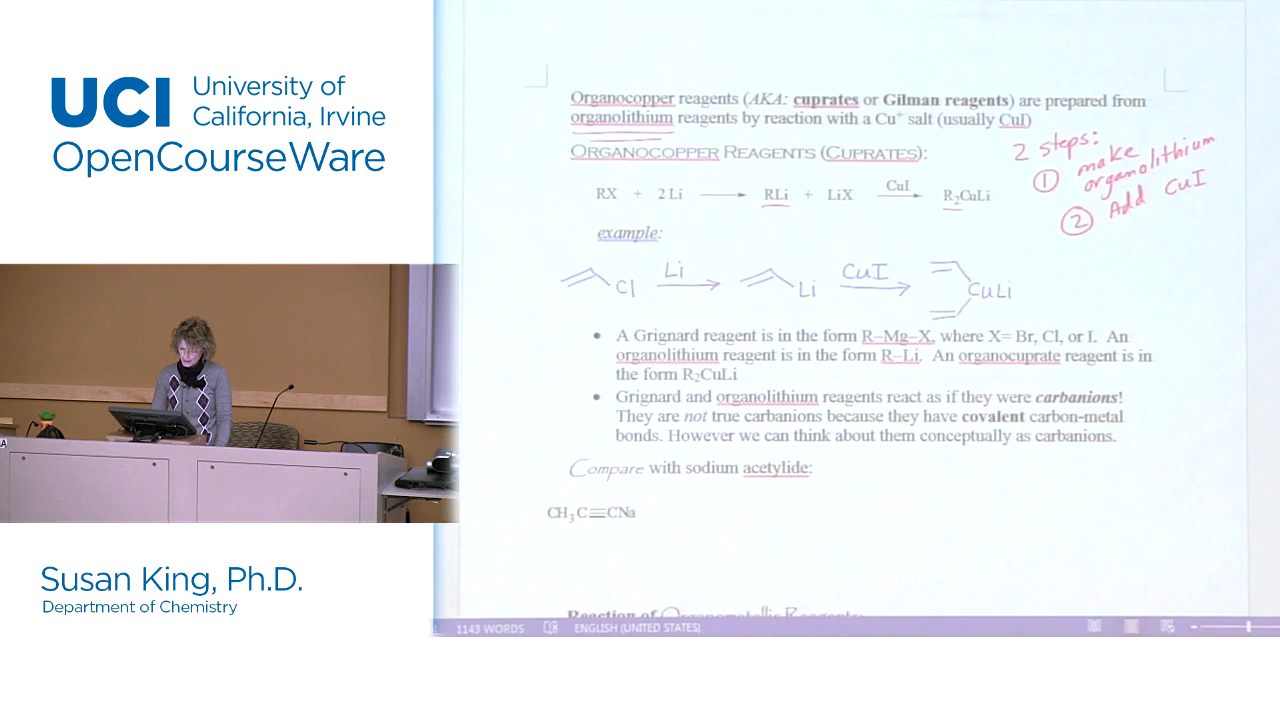 UCI University of
California, Irvine
OpenCourseWare
Organocopper reagents (AKA: cuprates or Gilman reagents) are prepared from
organolithium reagents by reaction with a Cu⁺ salt (usually CuI)
ORGANOCOPPER REAGENTS (CUPRATES):
2 steps:
① make
organolithium
② Add CuI
RX + 2 Li RLi + LiX CuI R₂CuLi
example:
Cl Li Li CuI CuLi
• A Grignard reagent is in the form R–Mg–X, where X= Br, Cl, or I. An
organolithium reagent is in the form R–Li. An organocuprate reagent is in
the form R₂CuLi
• Grignard and organolithium reagents react as if they were carbanions!
They are not true carbanions because they have covalent carbon-metal
bonds. However we can think about them conceptually as carbanions.
Compare with sodium acetylide:
CH₃C≡CNa
Reaction of Organometallic Reagents:
1143 WORDS ENGLISH (UNITED STATES)
Susan King, Ph.D.
Department of Chemistry